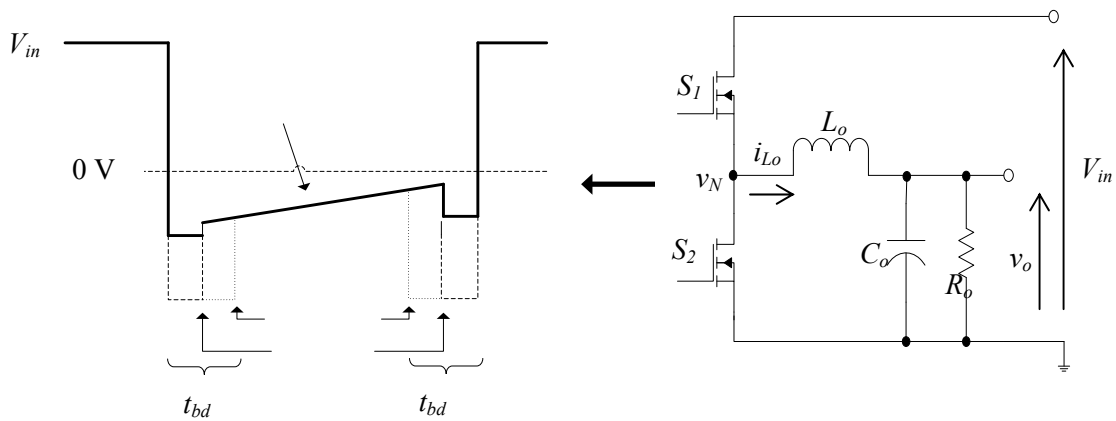 V_in
0 V
t_bd
t_bd
S_1
L_o
i_Lo
v_N
V_in
S_2
C_o
R_o
v_o